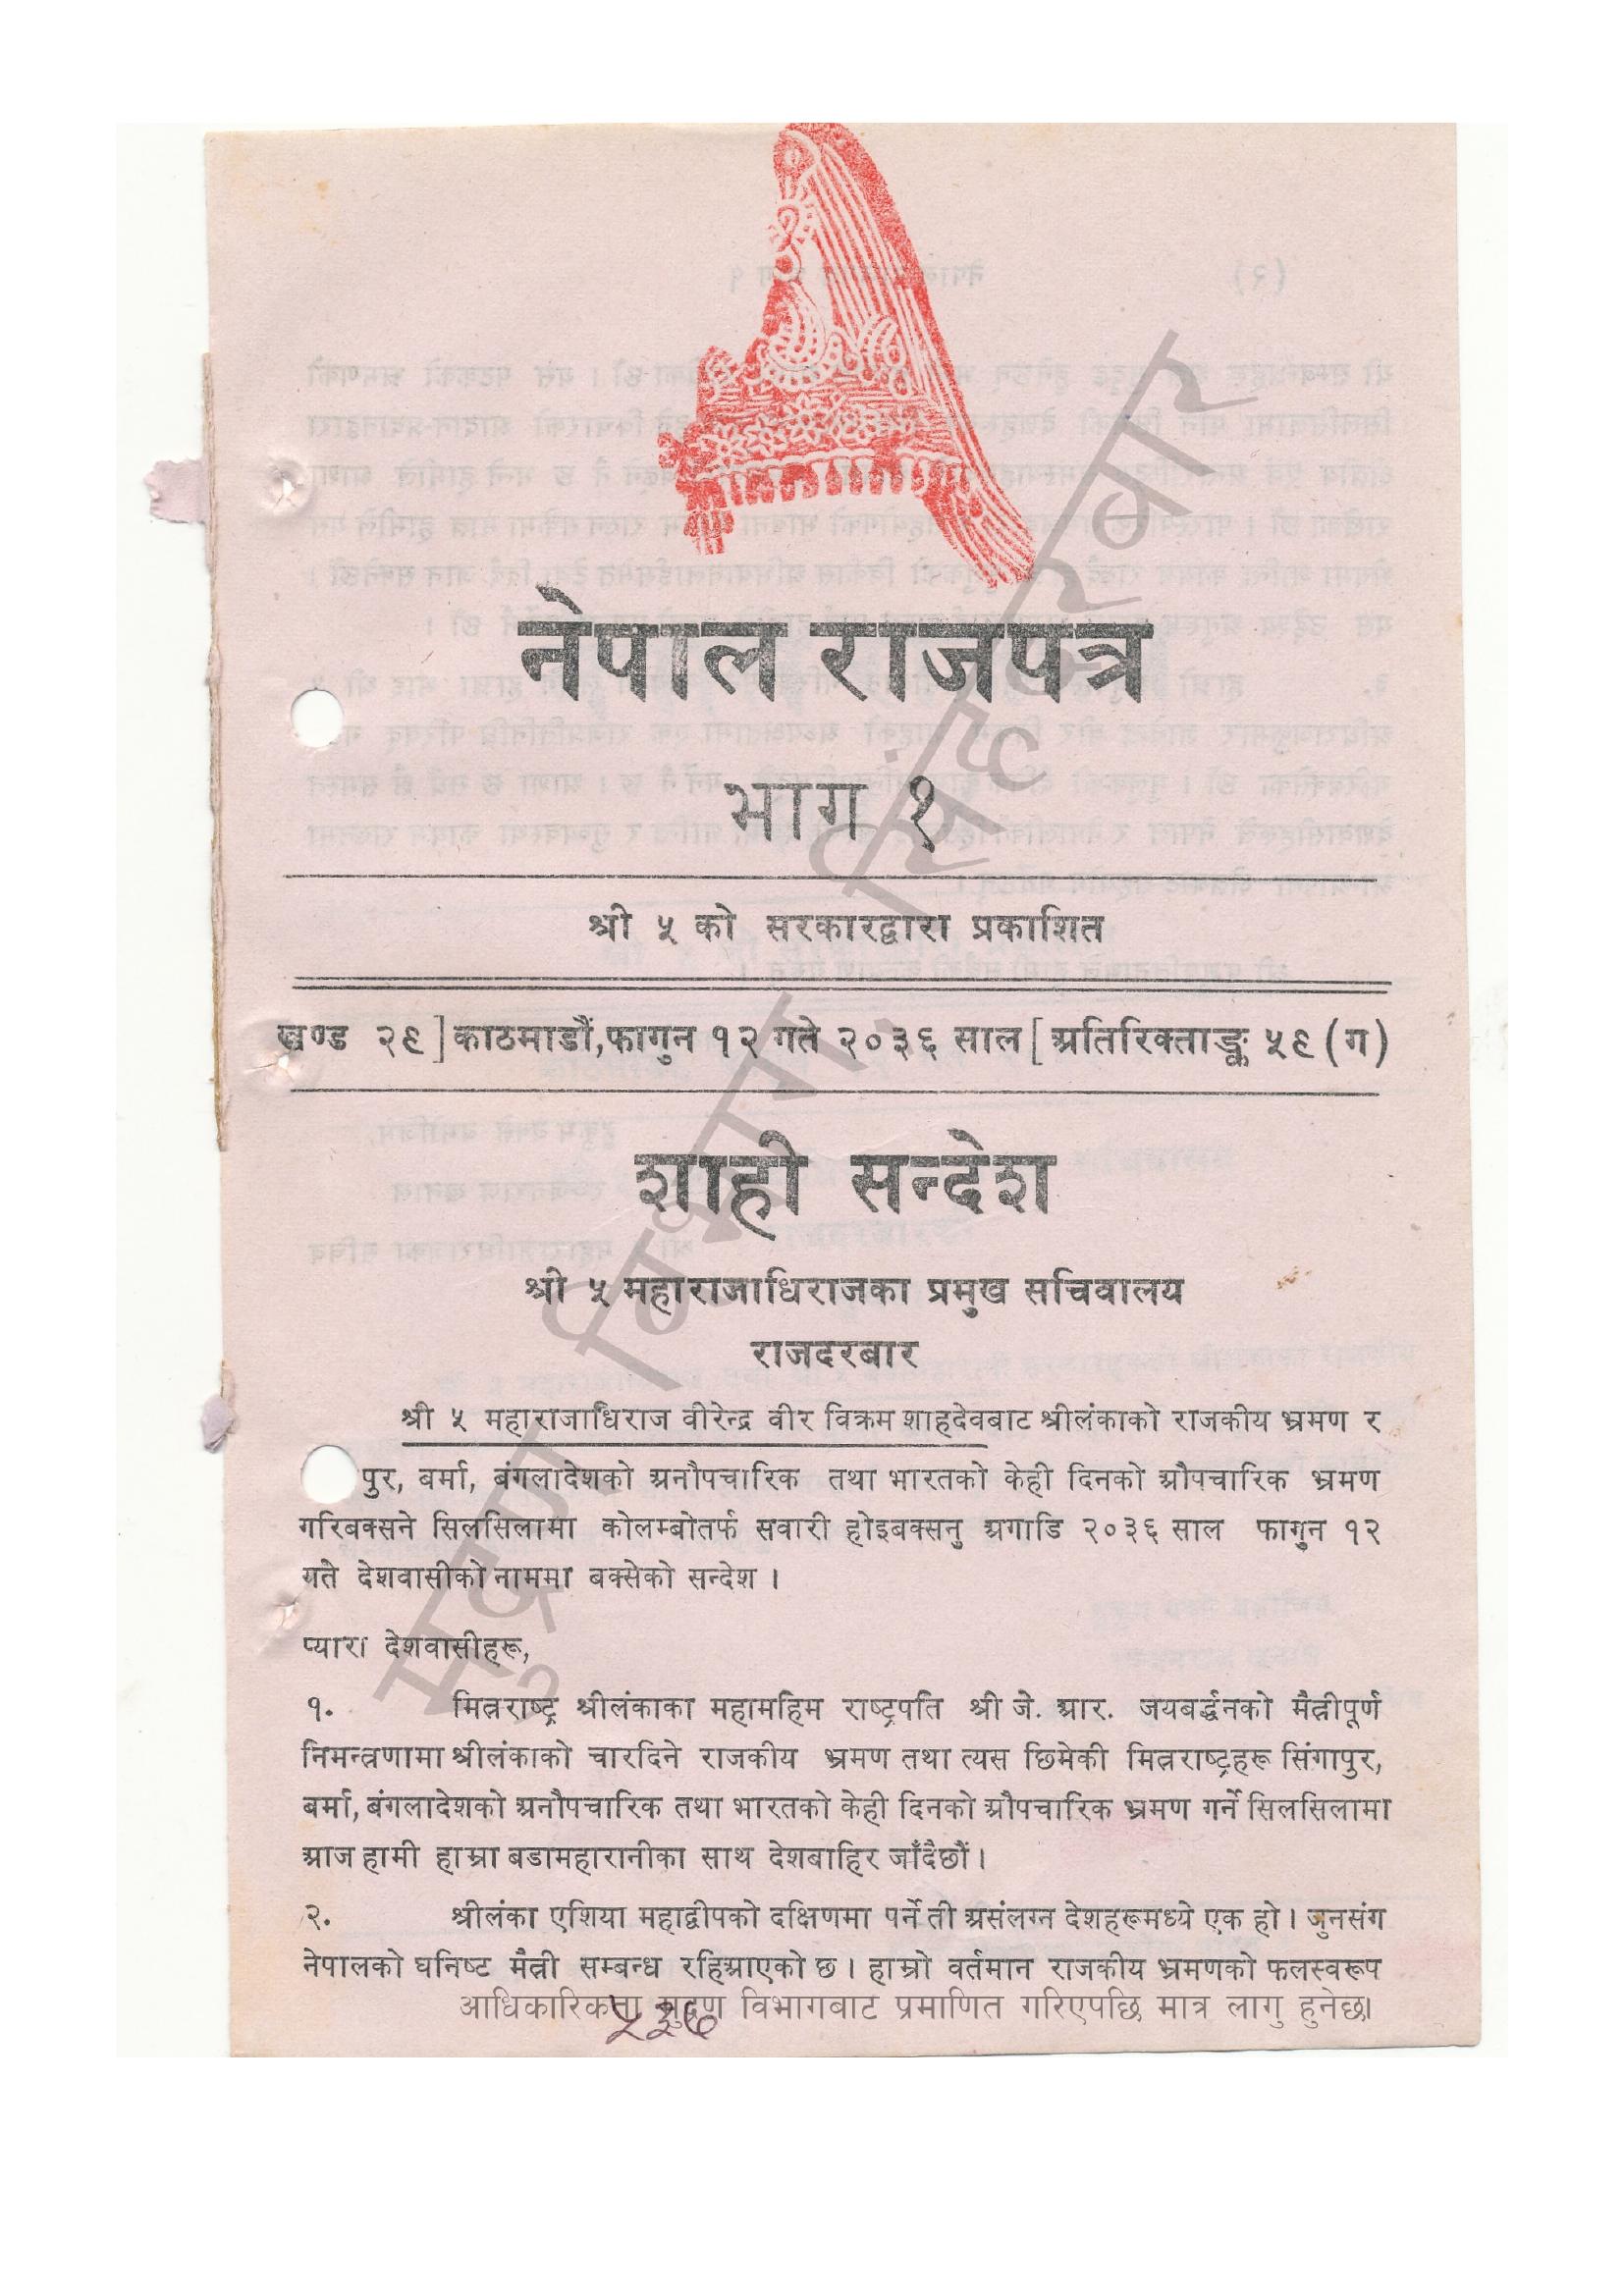 नेपाल राजपत्र
भाग १
श्री ५ को सरकारद्वारा प्रकाशित
खण्ड २९] काठमाडौं, फागुन १२ गते २०३६ साल [अतिरिक्ताङ्क ५९ (ग)
शाही सन्देश
श्री ५ महाराजाधिराजका प्रमुख सचिवालय
राजदरबार
श्री ५ महाराजाधिराज वीरेन्द्र वीर विक्रम शाहदेवबाट श्रीलंकाको राजकीय भ्रमण र
पुर, बर्मा, बंगलादेशको अनौपचारिक तथा भारतको केही दिनको औपचारिक भ्रमण
गरिबक्सने सिलसिलामा कोलम्बोतर्फ सवारी होइबक्सनु अगाडि २०३६ साल फागुन १२
गते देशवासीको नाममा बक्सेको सन्देश ।
प्यारा देशवासीहरू,
१. मित्रराष्ट्र श्रीलंकाका महामहिम राष्ट्रपति श्री जे. आर. जयबर्द्धनको मैत्रीपूर्ण
निमन्त्रणामा श्रीलंकाको चारदिने राजकीय भ्रमण तथा त्यस छिमेकी मित्रराष्ट्रहरू सिंगापुर,
बर्मा, बंगलादेशको अनौपचारिक तथा भारतको केही दिनको औपचारिक भ्रमण गर्ने सिलसिलामा
आज हामी हाम्रा बडामहारानीका साथ देशबाहिर जाँदैछौं ।
२. श्रीलंका एशिया महाद्वीपको दक्षिणमा पर्ने ती असंलग्न देशहरूमध्ये एक हो । जुनसंग
नेपालको घनिष्ट मैत्री सम्बन्ध रहिआएको छ । हाम्रो वर्तमान राजकीय भ्रमणको फलस्वरूप
आधिकारिकता मुद्रण विभागबाट प्रमाणित गरिएपछि मात्र लागु हुनेछ।
मुद्रण विभाग, सिंहदरबार